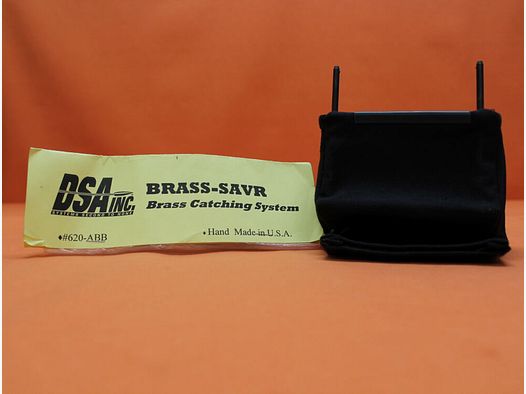 DSA INC.
SYSTEMS SECOND TO NONE
BRASS-SAVR
Brass Catching System
♦#620-ABB
♦Hand Made in U.S.A.